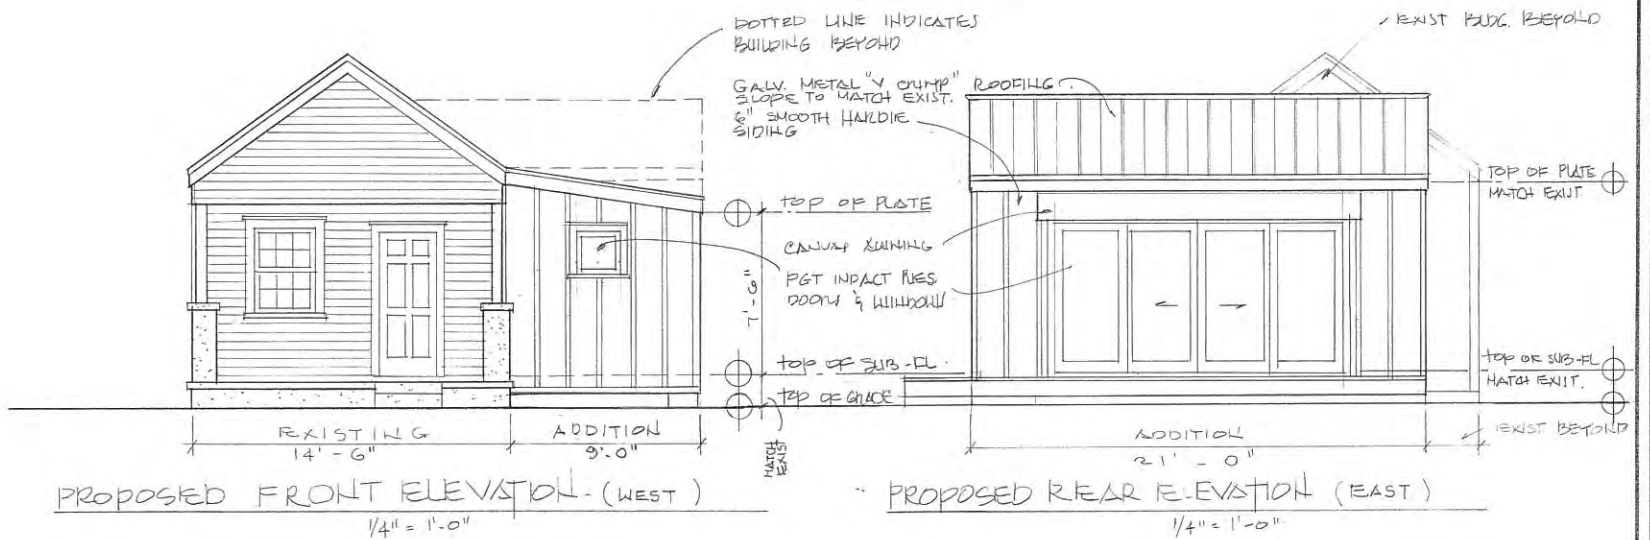 DOTTED LINE INDICATES
BUILDING BEYOND
GALV. METAL "V CRIMP" ROOFING.
SLOPE TO MATCH EXIST.
6" SMOOTH HARDIE
SIDING
TOP OF PLATE
CANVAS AWNING
PGT IMPACT RES.
DOORS & WINDOWS
7'-6"
TOP OF SUB-FL.
TOP OF GRADE
MATCH
EXIST
EXISTING
14'-6"
ADDITION
9'-0"
PROPOSED FRONT ELEVATION - (WEST)
1/4" = 1'-0"
EXIST BLDG. BEYOND
TOP OF PLATE
MATCH EXIST
TOP OF SUB-FL
MATCH EXIST.
EXIST BEYOND
ADDITION
21'-0"
PROPOSED REAR E-EVATION (EAST)
1/4" = 1'-0"